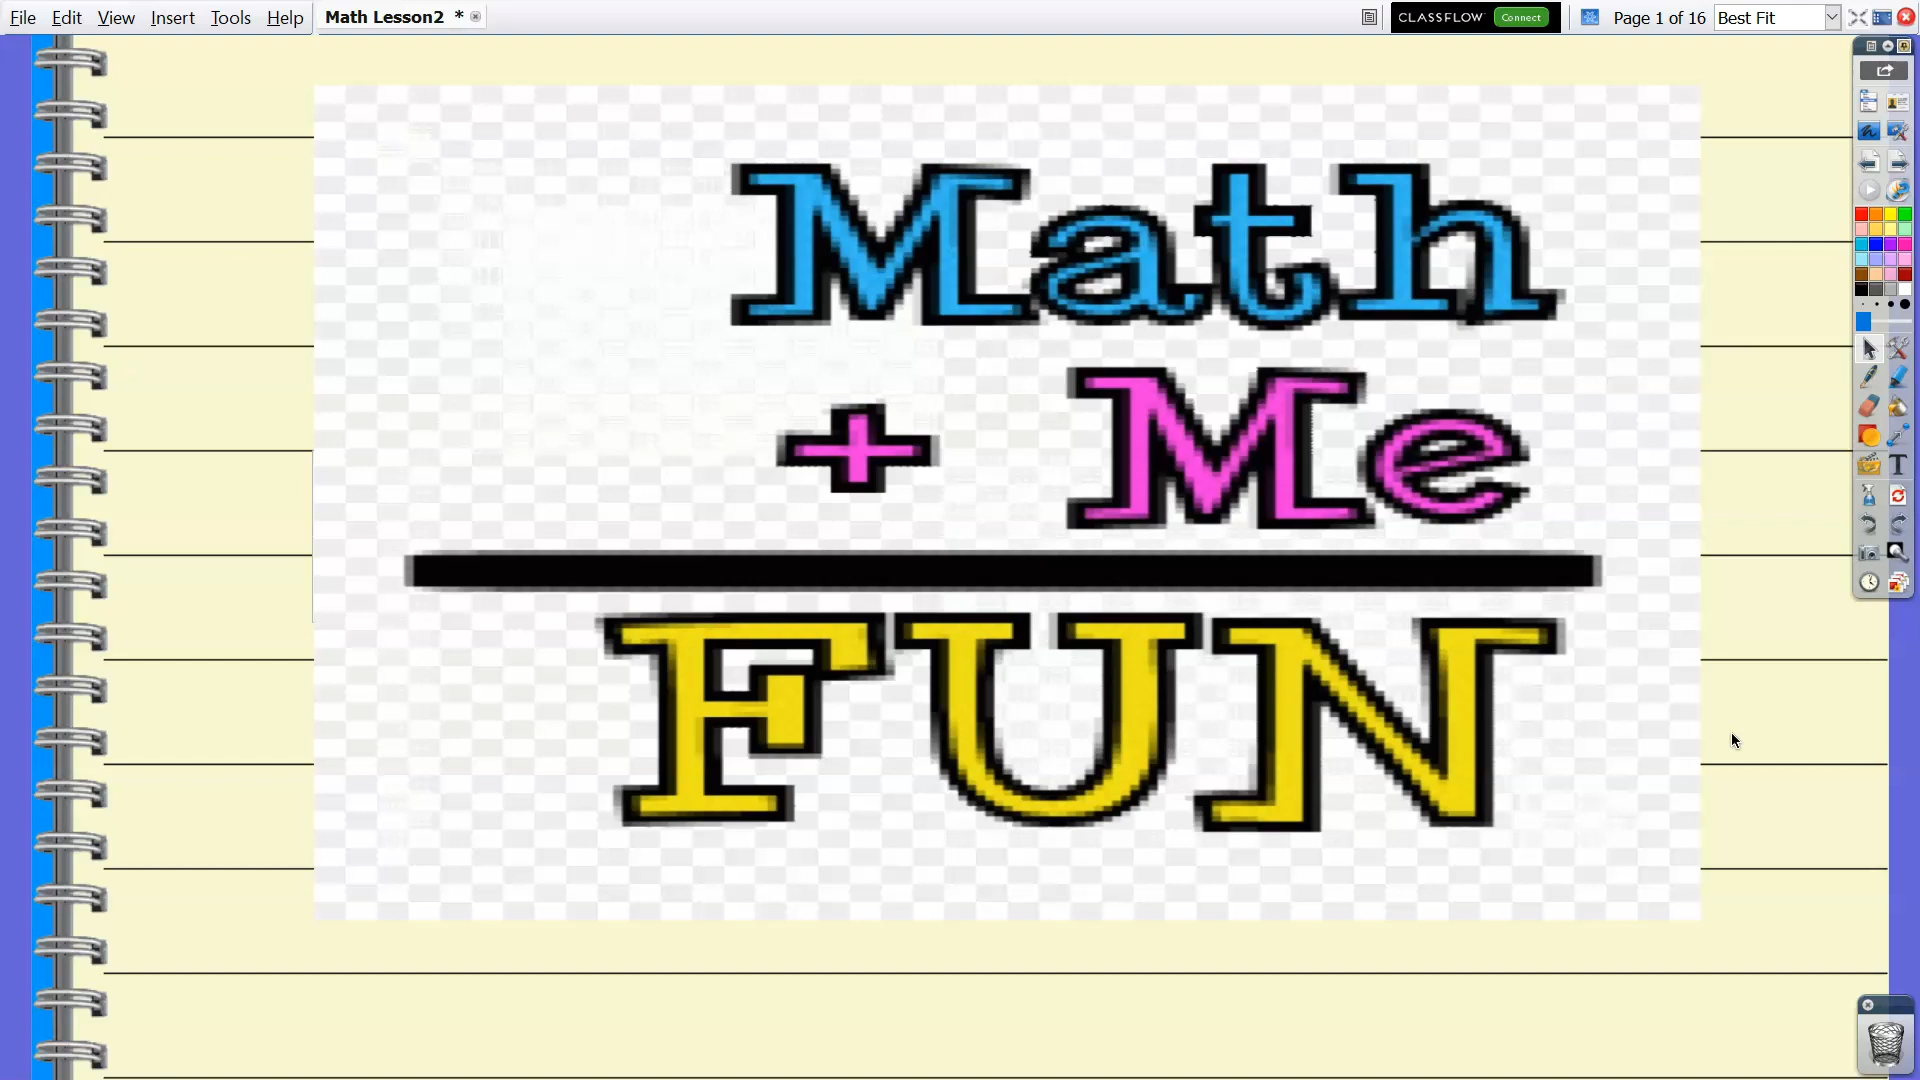 File Edit View Insert Tools Help Math Lesson2 * CLASSFLOW Connect Page 1 of 16 Best Fit
Math
+ Me
FUN